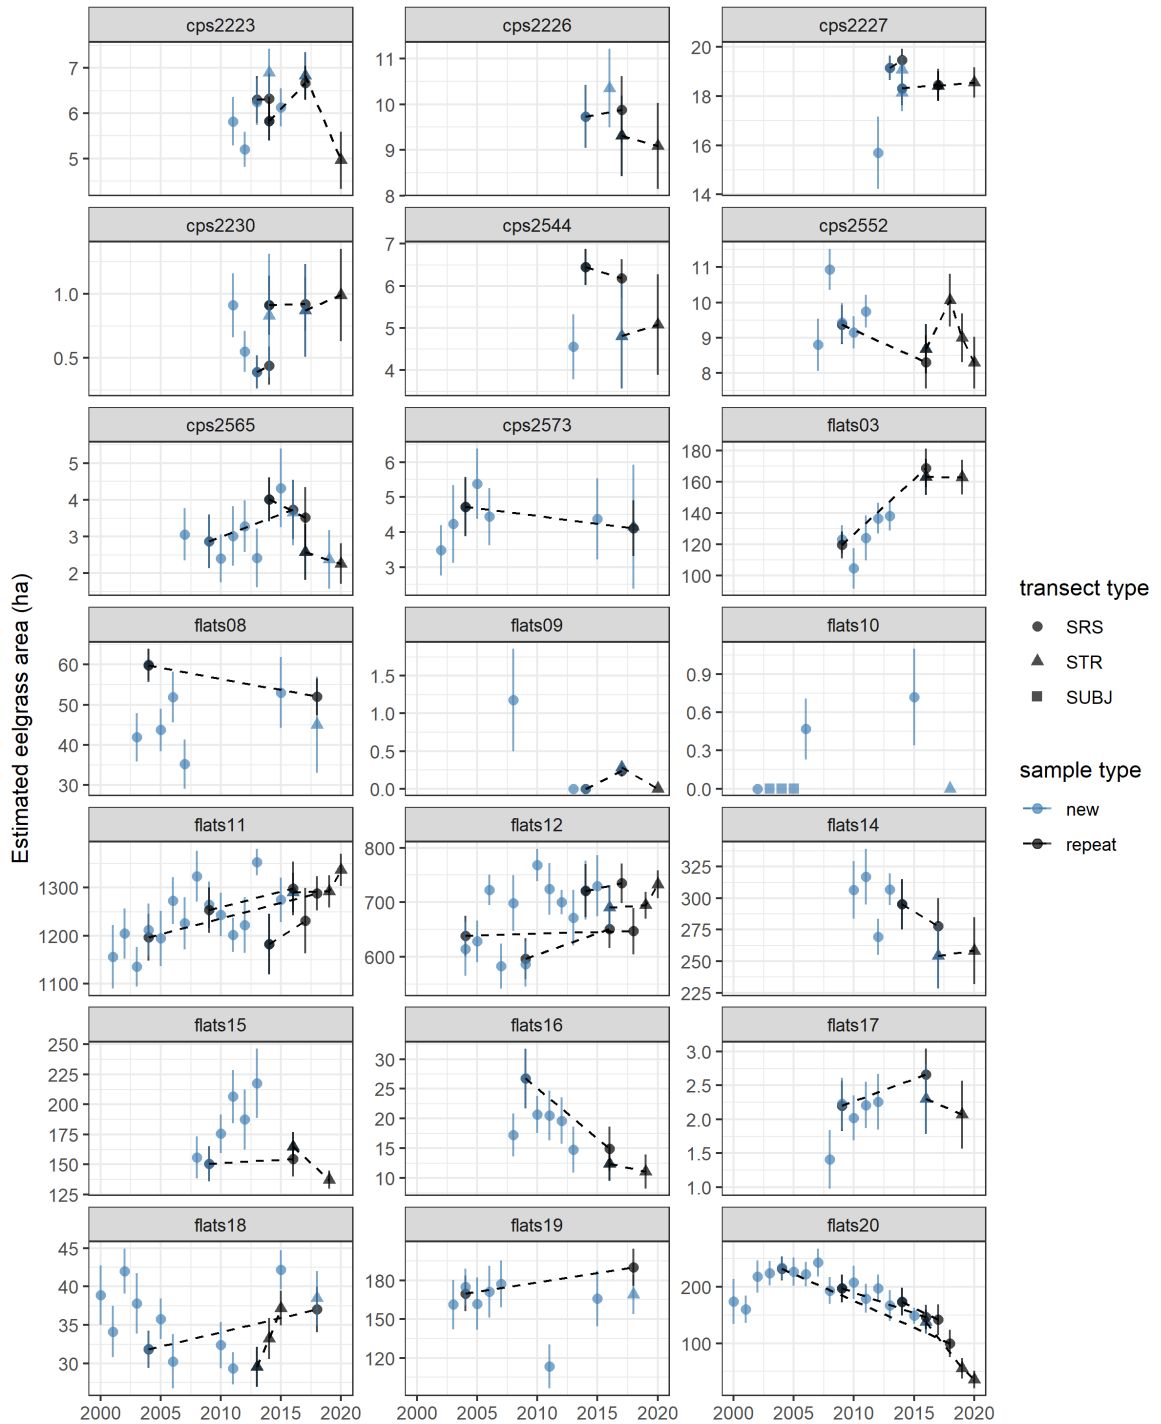 cps2223 cps2226 cps2227
7 6 5
11 10 9 8
20 18 16 14
cps2230 cps2544 cps2552
1.0 0.5
7 6 5 4
11 10 9 8
cps2565 cps2573 flats03
5 4 3 2
6 5 4 3
180 160 140 120 100
flats08 flats09 flats10
60 50 40 30
1.5 1.0 0.5 0.0
0.9 0.6 0.3 0.0
flats11 flats12 flats14
1300 1200 1100
800 700 600
325 300 275 250 225
flats15 flats16 flats17
250 225 200 175 150 125
30 20 10
3.0 2.5 2.0 1.5 1.0
flats18 flats19 flats20
45 40 35 30
180 150 120
200 100
2000 2005 2010 2015 2020 2000 2005 2010 2015 2020 2000 2005 2010 2015 2020
Estimated eelgrass area (ha)
transect type
SRS
STR
SUBJ
sample type
new
repeat